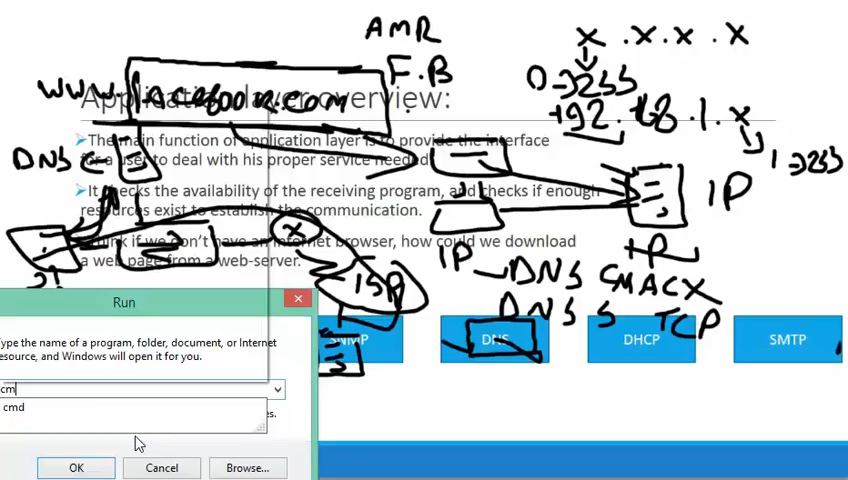 AMR
F.B
X . X . X . X
0->255
192.168.1.X
1->255
www.facebook.com
Application layer overview:
The main function of application layer is to provide the interface
for a user to deal with his proper service needed.
DNS C
IP
It checks the availability of the receiving program, and checks if enough
resources exist to establish the communication.
X
IP
IP
Think if we don't have an internet browser, how could we download
a web page from a web-server.
ISP
DNS C MAC X
DNS S TCP
SNMP
DNS
DHCP
SMTP
Run
Type the name of a program, folder, document, or Internet
resource, and Windows will open it for you.
cm
cmd
es.
OK
Cancel
Browse...